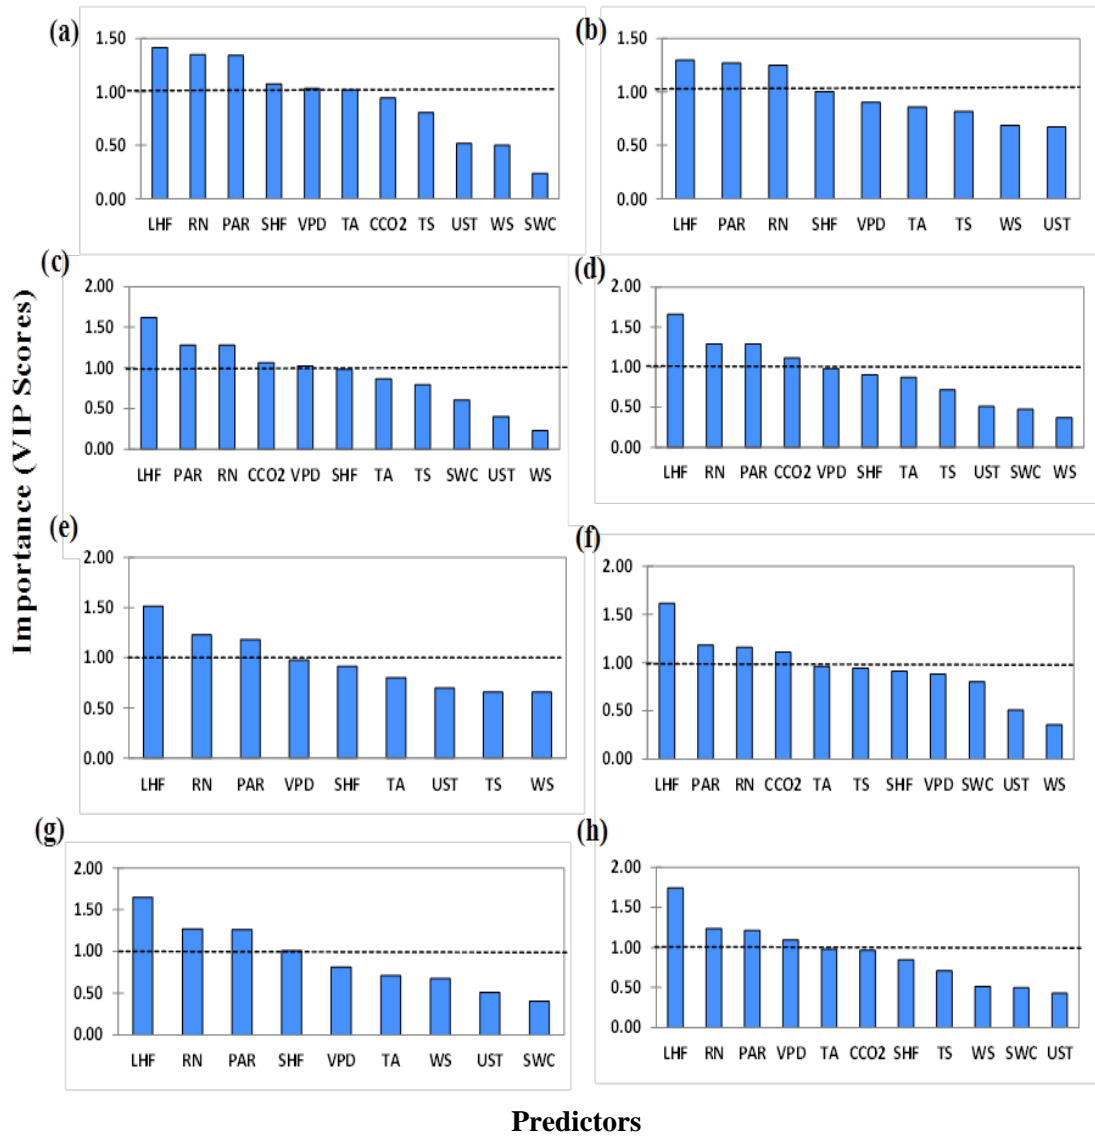 (a)
1.50
1.00
0.50
0.00
LHF RN PAR SHF VPD TA CCO2 TS UST WS SWC
(b)
1.50
1.00
0.50
0.00
LHF PAR RN SHF VPD TA TS WS UST
Importance (VIP Scores)
(c)
2.00
1.50
1.00
0.50
0.00
LHF PAR RN CCO2 VPD SHF TA TS SWC UST WS
(d)
2.00
1.50
1.00
0.50
0.00
LHF RN PAR CCO2 VPD SHF TA TS UST SWC WS
(e)
2.00
1.50
1.00
0.50
0.00
LHF RN PAR VPD SHF TA UST TS WS
(f)
2.00
1.50
1.00
0.50
0.00
LHF PAR RN CCO2 TA TS SHF VPD SWC UST WS
(g)
2.00
1.50
1.00
0.50
0.00
LHF RN PAR SHF VPD TA WS UST SWC
(h)
2.00
1.50
1.00
0.50
0.00
LHF RN PAR VPD TA CCO2 SHF TS WS SWC UST
Predictors